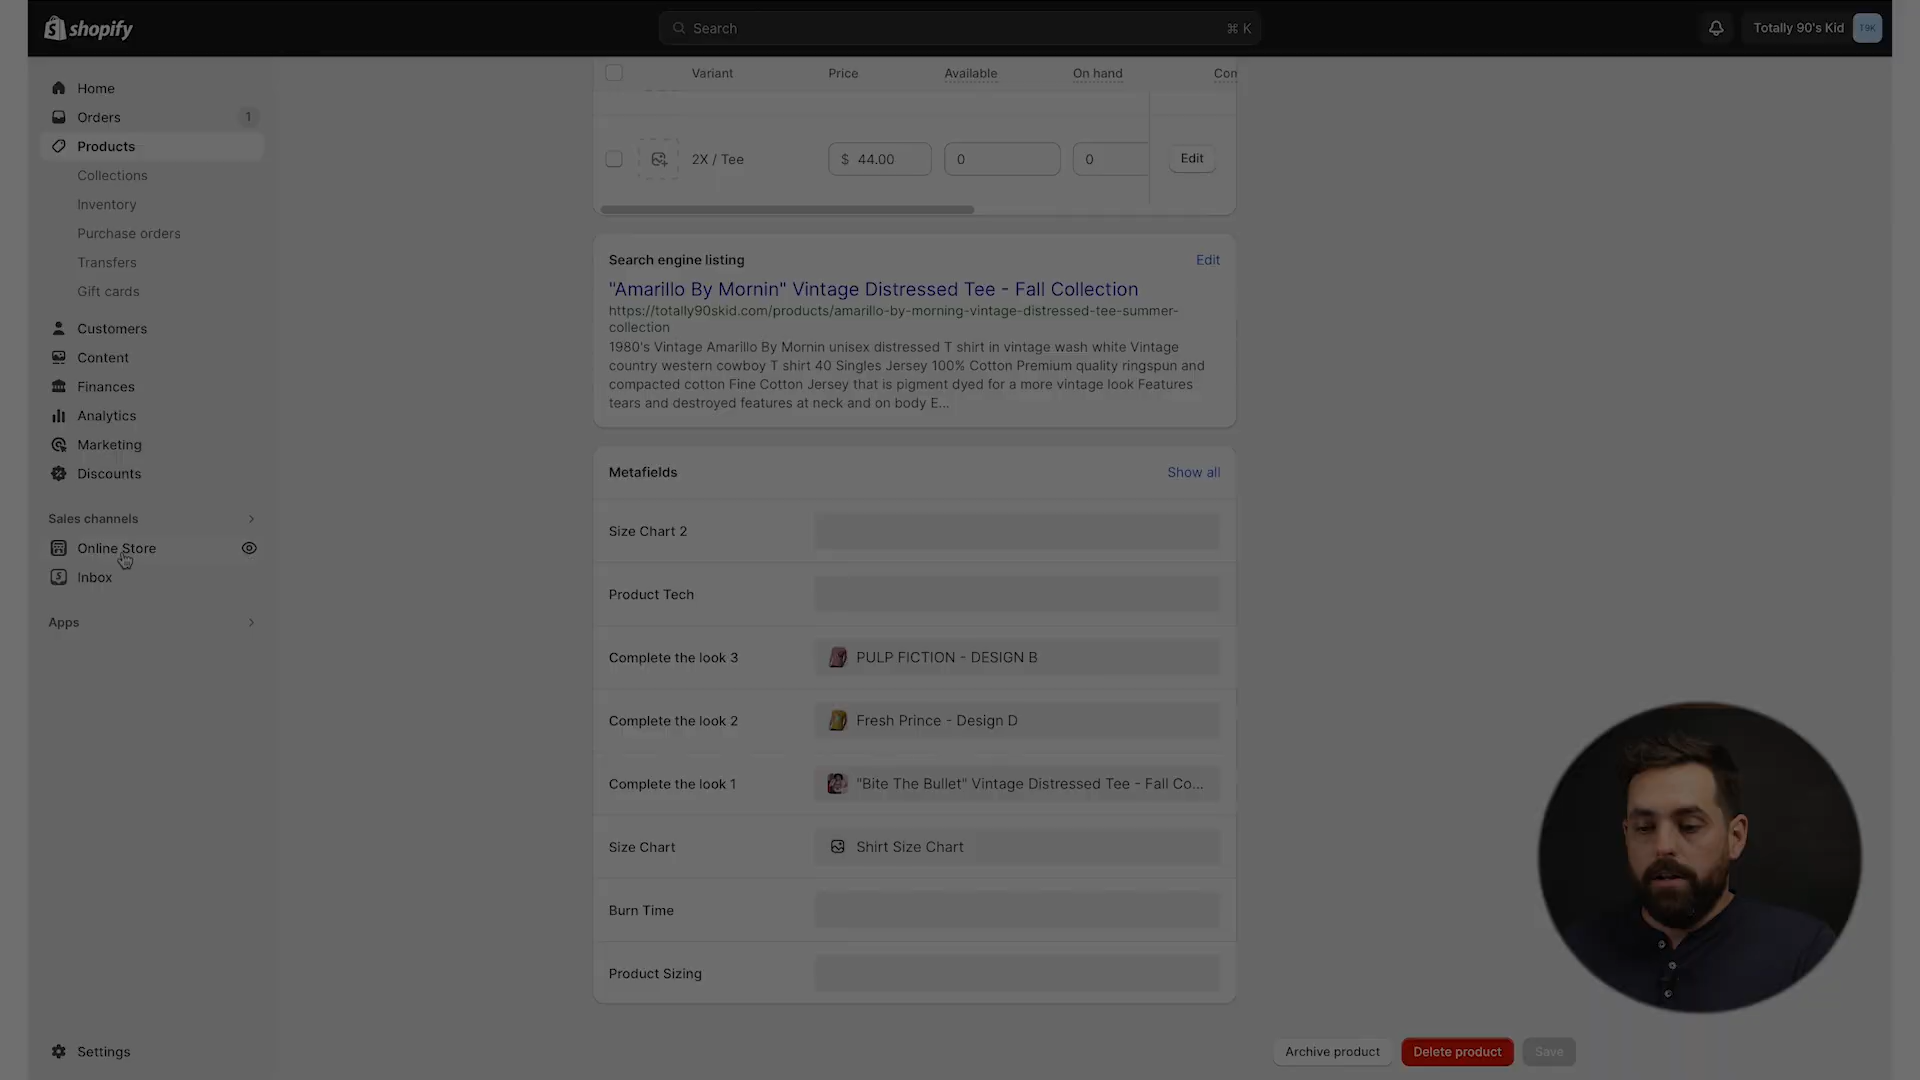 shopify
Search
⌘ K
Totally 90's Kid
T9K
Home
Orders
1
Products
Collections
Inventory
Purchase orders
Transfers
Gift cards
Customers
Content
Finances
Analytics
Marketing
Discounts
Sales channels
Online Store
Inbox
Apps
Settings
Variant
Price
Available
On hand
Com
2X / Tee
$ 44.00
0
0
Edit
Search engine listing
Edit
"Amarillo By Mornin" Vintage Distressed Tee - Fall Collection
https://totally90skid.com/products/amarillo-by-morning-vintage-distressed-tee-summer-
collection
1980's Vintage Amarillo By Mornin unisex distressed T shirt in vintage wash white Vintage
country western cowboy T shirt 40 Singles Jersey 100% Cotton Premium quality ringspun and
compacted cotton Fine Cotton Jersey that is pigment dyed for a more vintage look Features
tears and destroyed features at neck and on body E...
Metafields
Show all
Size Chart 2
Product Tech
Complete the look 3
PULP FICTION - DESIGN B
Complete the look 2
Fresh Prince - Design D
Complete the look 1
"Bite The Bullet" Vintage Distressed Tee - Fall Co...
Size Chart
Shirt Size Chart
Burn Time
Product Sizing
Archive product
Delete product
Save